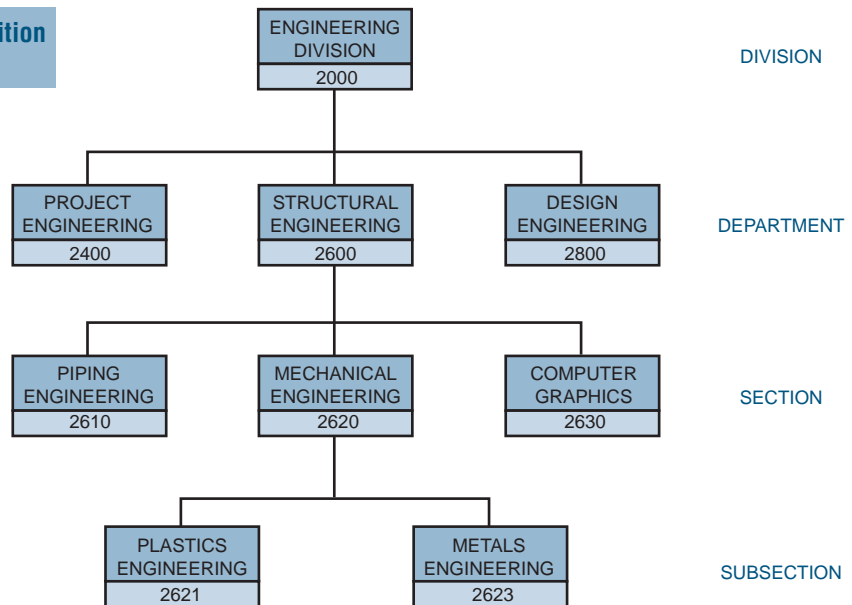 ENGINEERING
DIVISION
2000
DIVISION
PROJECT
ENGINEERING
2400
STRUCTURAL
ENGINEERING
2600
DESIGN
ENGINEERING
2800
DEPARTMENT
PIPING
ENGINEERING
2610
MECHANICAL
ENGINEERING
2620
COMPUTER
GRAPHICS
2630
SECTION
PLASTICS
ENGINEERING
2621
METALS
ENGINEERING
2623
SUBSECTION